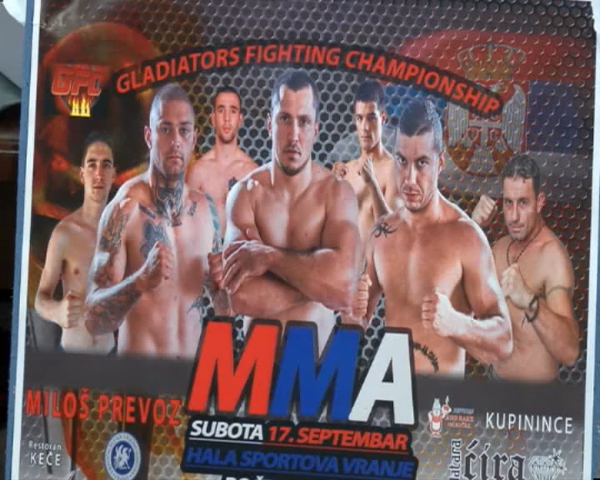 GFC
GLADIATORS FIGHTING CHAMPIONSHIP
MMA
SUBOTA 17. SEPTEMBAR
HALA SPORTOVA VRANJE
MILOŠ PREVOZ
Restoran
KEČE
KUPININCE
ćira